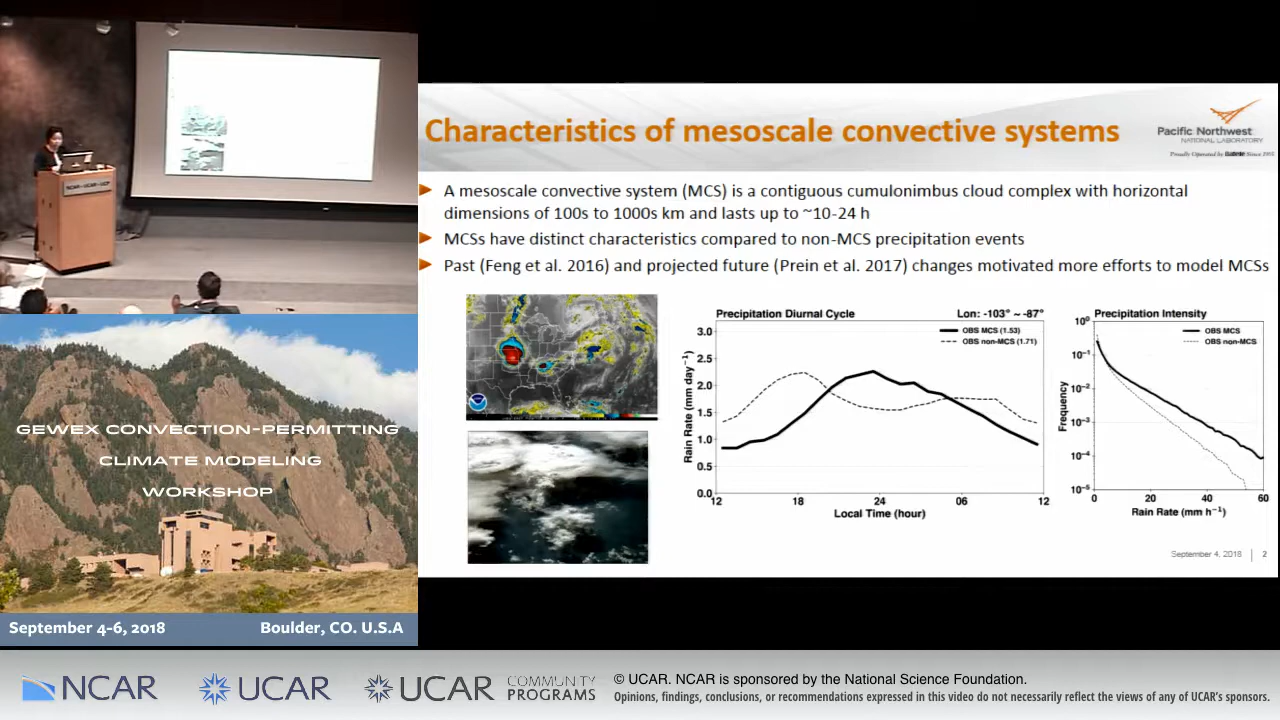 NCAR-UCAR-UCP
GEWEX CONVECTION-PERMITTING
CLIMATE MODELING
WORKSHOP
September 4-6, 2018
Boulder, CO. U.S.A
Characteristics of mesoscale convective systems
Pacific Northwest
NATIONAL LABORATORY
Proudly Operated by Battelle Since 1965
A mesoscale convective system (MCS) is a contiguous cumulonimbus cloud complex with horizontal
dimensions of 100s to 1000s km and lasts up to ~10-24 h
MCSs have distinct characteristics compared to non-MCS precipitation events
Past (Feng et al. 2016) and projected future (Prein et al. 2017) changes motivated more efforts to model MCSs
Precipitation Diurnal Cycle Lon: -103° ~ -87°
OBS MCS (1.53)
OBS non-MCS (1.71)
Rain Rate (mm day⁻¹)
3.0
2.5
2.0
1.5
1.0
0.5
0.0
12 18 24 06 12
Local Time (hour)
Precipitation Intensity
OBS MCS
OBS non-MCS
Frequency
10⁰
10⁻¹
10⁻²
10⁻³
10⁻⁴
10⁻⁵
0 20 40 60
Rain Rate (mm h⁻¹)
September 4, 2018 | 2
NCAR
UCAR
UCAR
COMMUNITY
PROGRAMS
© UCAR. NCAR is sponsored by the National Science Foundation.
Opinions, findings, conclusions, or recommendations expressed in this video do not necessarily reflect the views of any of UCAR's sponsors.